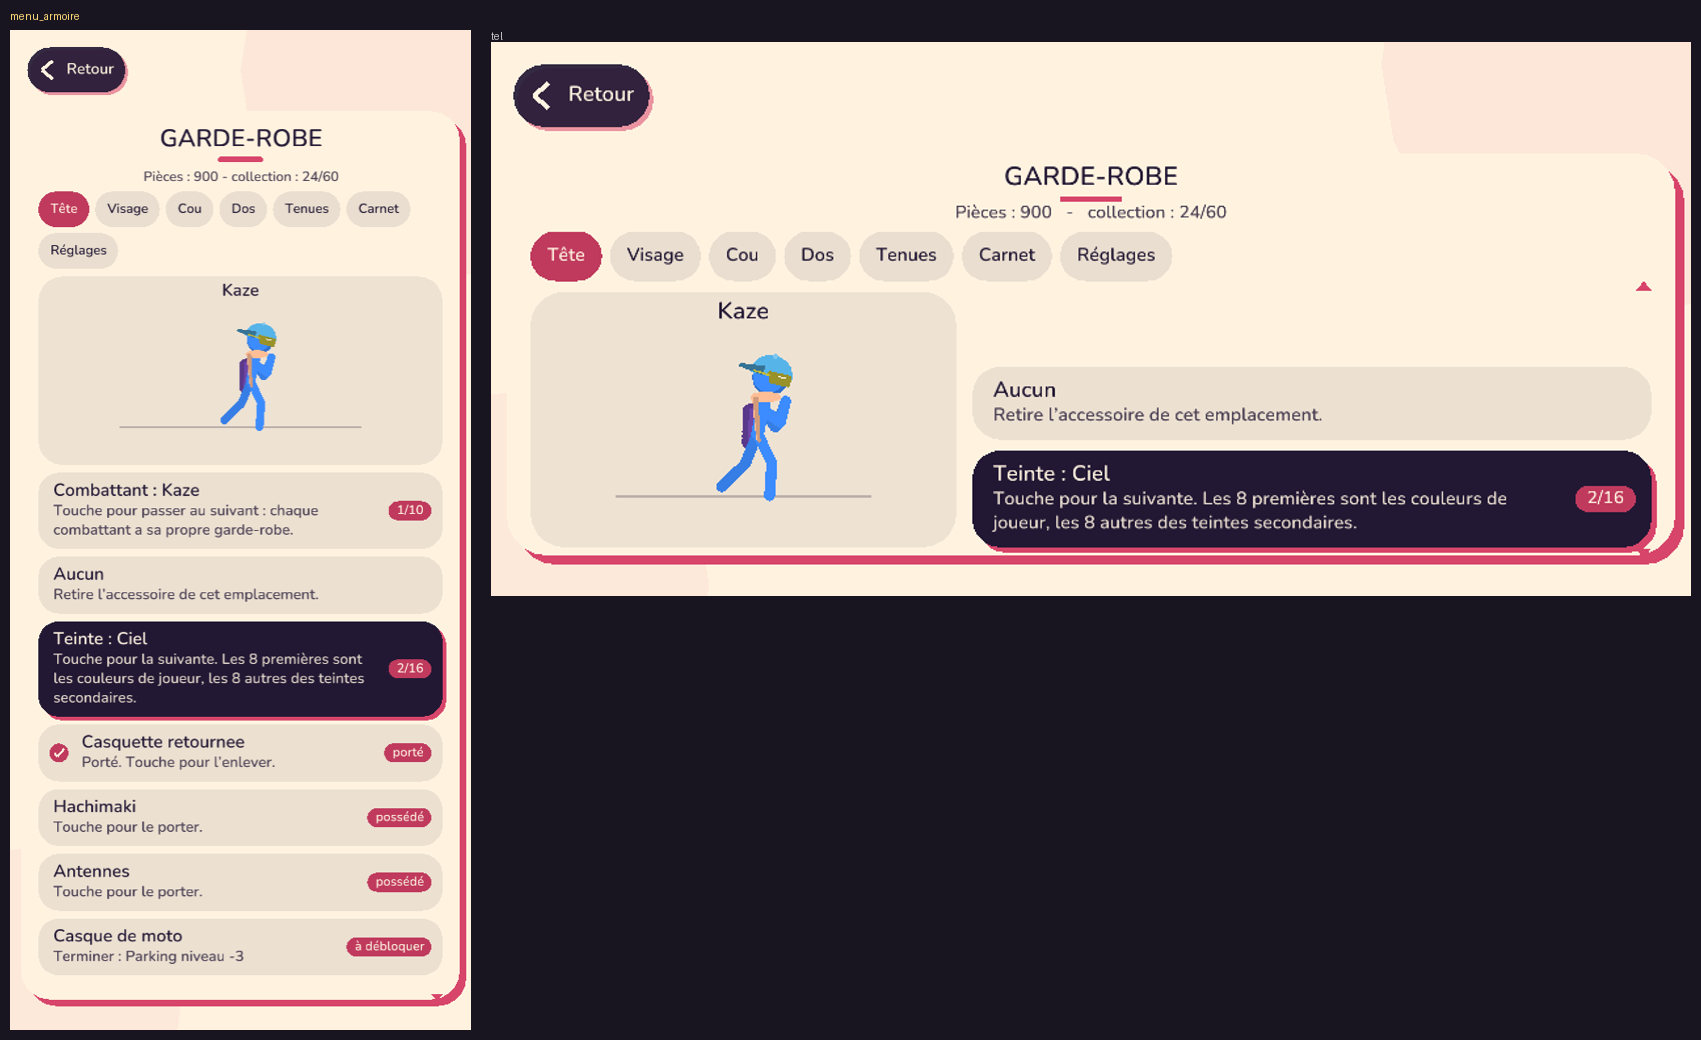 menu_armoire
Retour
GARDE-ROBE
Pièces : 900 - collection : 24/60
Tête Visage Cou Dos Tenues Carnet
Réglages
Kaze
Combattant : Kaze
Touche pour passer au suivant : chaque
combattant a sa propre garde-robe.
1/10
Aucun
Retire l'accessoire de cet emplacement.
Teinte : Ciel
Touche pour la suivante. Les 8 premières sont
les couleurs de joueur, les 8 autres des teintes
secondaires.
2/16
Casquette retournee
Porté. Touche pour l'enlever.
porté
Hachimaki
Touche pour le porter.
possédé
Antennes
Touche pour le porter.
possédé
Casque de moto
Terminer : Parking niveau -3
à débloquer
tel
Retour
GARDE-ROBE
Pièces : 900 - collection : 24/60
Tête Visage Cou Dos Tenues Carnet Réglages
Kaze
Aucun
Retire l'accessoire de cet emplacement.
Teinte : Ciel
Touche pour la suivante. Les 8 premières sont les couleurs de
joueur, les 8 autres des teintes secondaires.
2/16